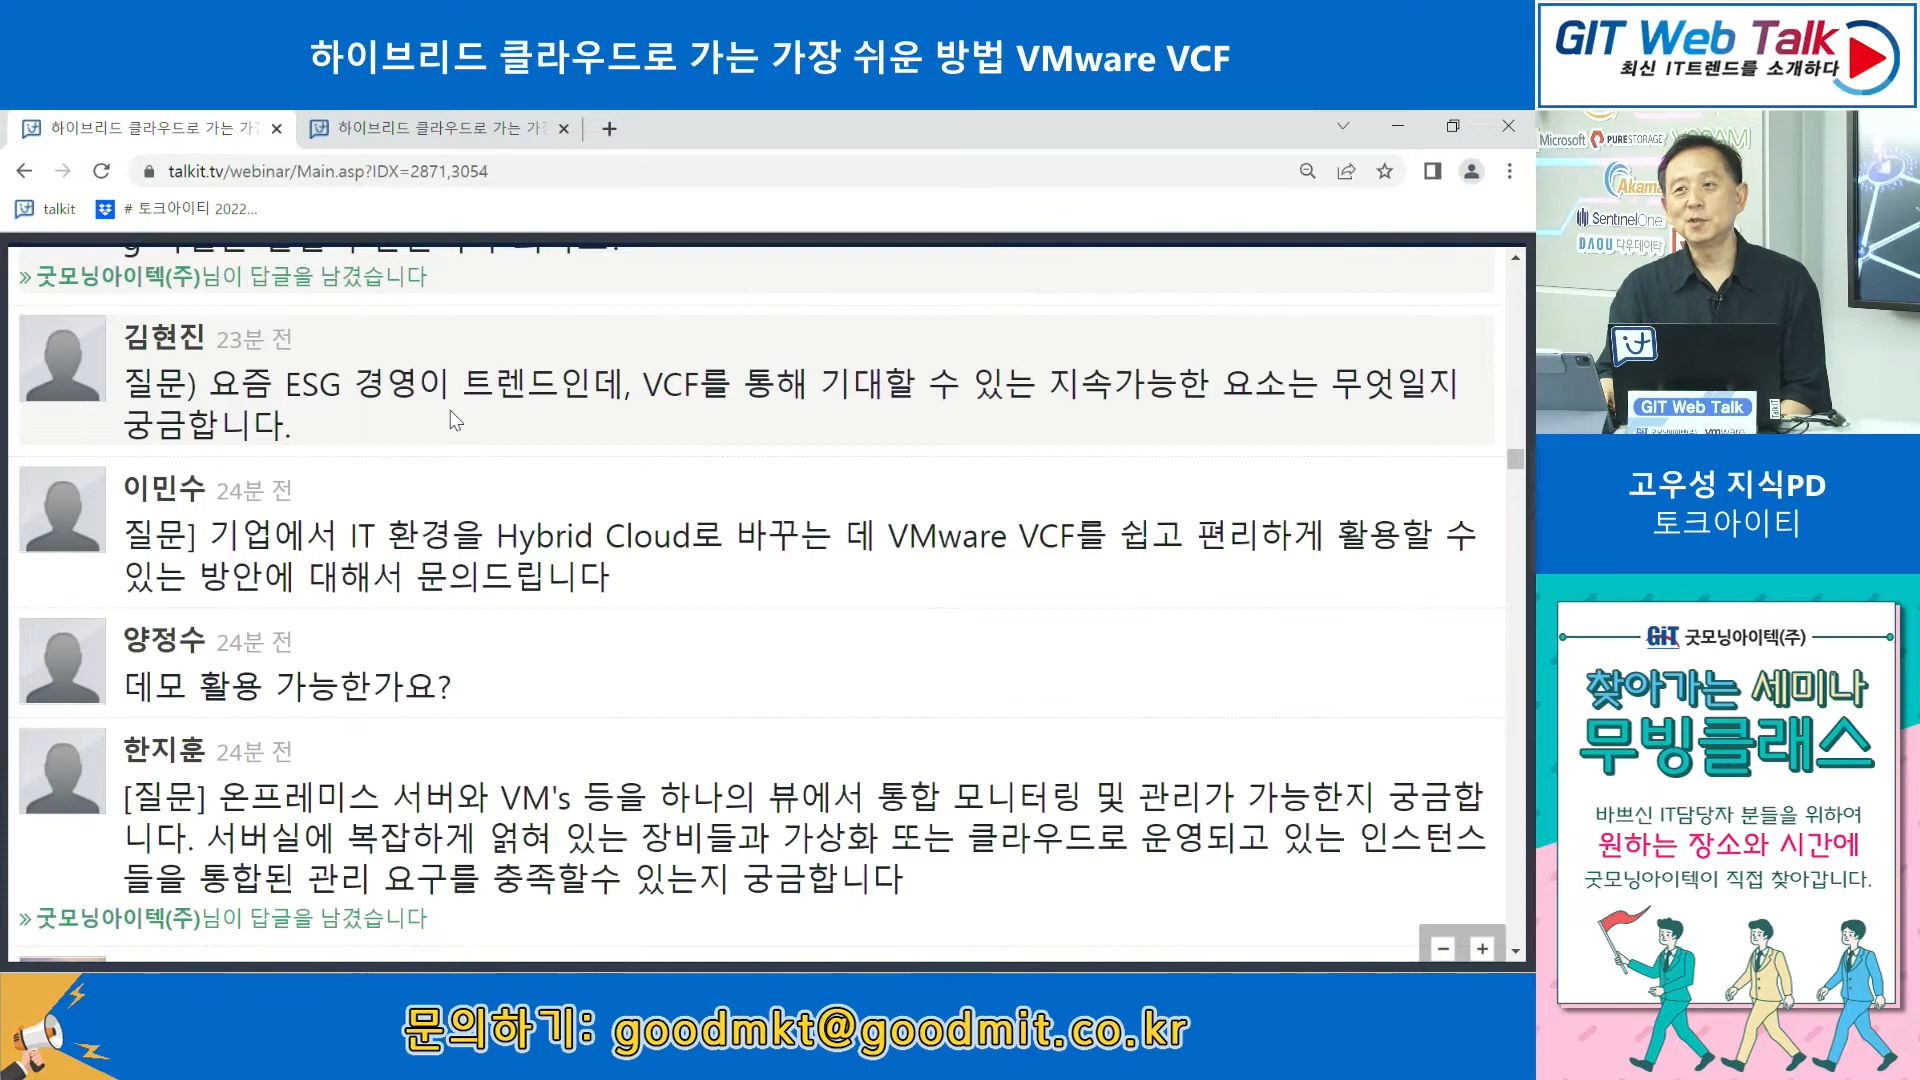 하이브리드 클라우드로 가는 가장 쉬운 방법 VMware VCF
GIT Web Talk
최신 IT트렌드를 소개하다
하이브리드 클라우드로 가는 가
하이브리드 클라우드로 가는 가
talkit.tv/webinar/Main.asp?IDX=2871,3054
talkit
# 토크아이티 2022...
» 굿모닝아이텍(주)님이 답글을 남겼습니다
김현진 23분 전
질문) 요즘 ESG 경영이 트렌드인데, VCF를 통해 기대할 수 있는 지속가능한 요소는 무엇일지
궁금합니다.
이민수 24분 전
질문] 기업에서 IT 환경을 Hybrid Cloud로 바꾸는 데 VMware VCF를 쉽고 편리하게 활용할 수
있는 방안에 대해서 문의드립니다
양정수 24분 전
데모 활용 가능한가요?
한지훈 24분 전
[질문] 온프레미스 서버와 VM's 등을 하나의 뷰에서 통합 모니터링 및 관리가 가능한지 궁금합
니다. 서버실에 복잡하게 얽혀 있는 장비들과 가상화 또는 클라우드로 운영되고 있는 인스턴스
들을 통합된 관리 요구를 충족할수 있는지 궁금합니다
» 굿모닝아이텍(주)님이 답글을 남겼습니다
Microsoft
PURESTORAGE
SentinelOne
DAOU 다우데이타
GIT Web Talk
고우성 지식PD
토크아이티
GiT 굿모닝아이텍(주)
찾아가는 세미나
무빙클래스
바쁘신 IT담당자 분들을 위하여
원하는 장소와 시간에
굿모닝아이텍이 직접 찾아갑니다.
문의하기: goodmkt@goodmit.co.kr